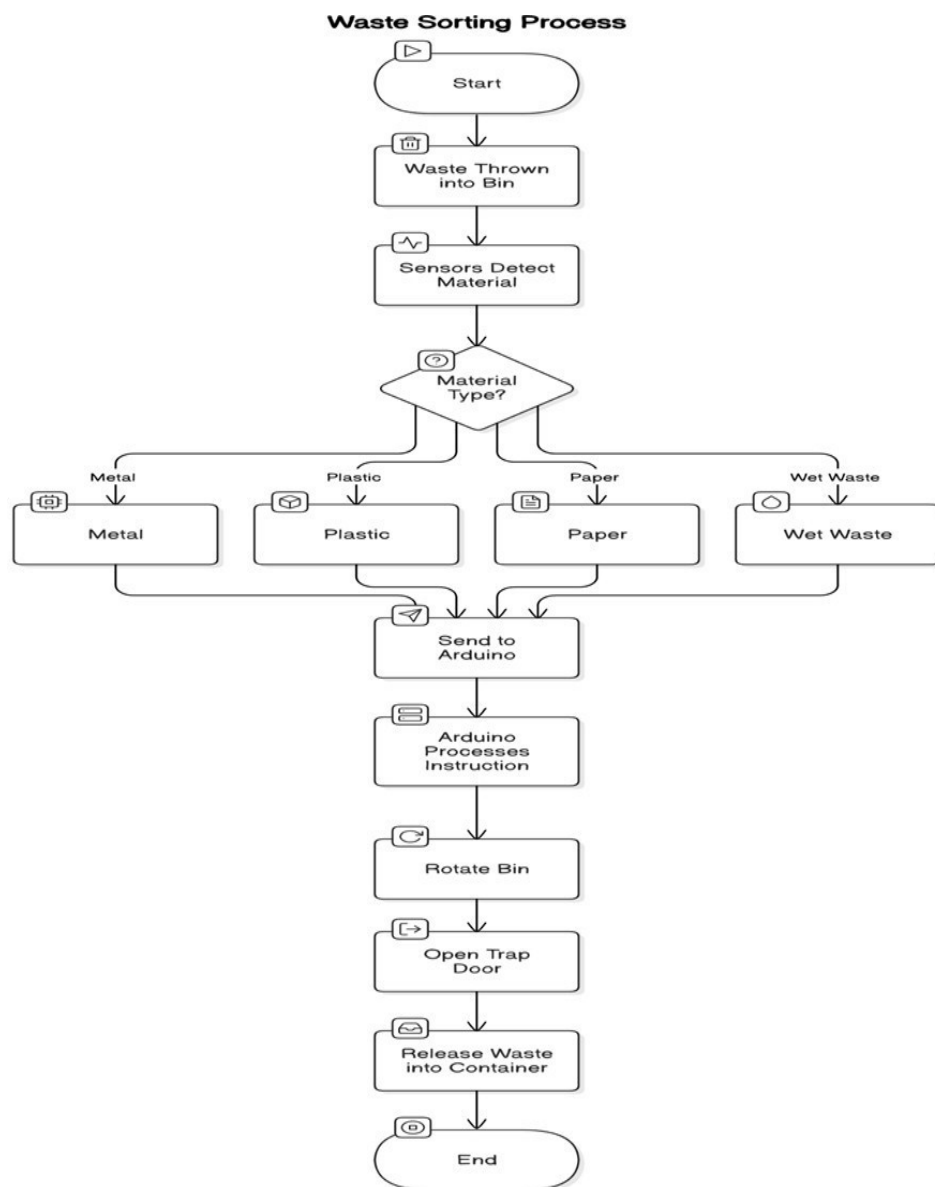 Waste Sorting Process
Start
Waste Thrown
into Bin
Sensors Detect
Material
Material
Type?
Metal
Plastic
Paper
Wet Waste
Metal
Plastic
Paper
Wet Waste
Send to
Arduino
Arduino
Processes
Instruction
Rotate Bin
Open Trap
Door
Release Waste
into Container
End